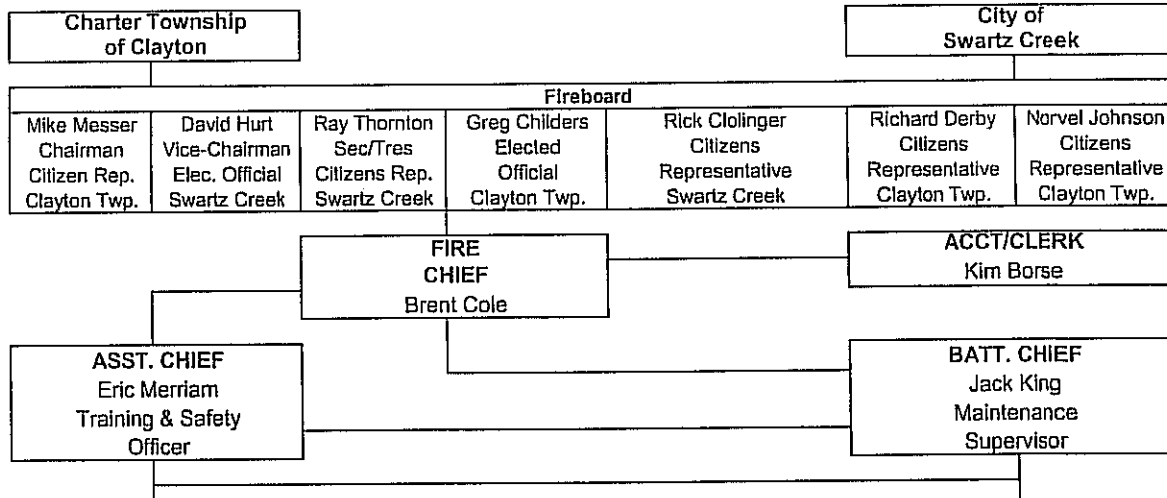 Charter Township
of Clayton
City of
Swartz Creek
Fireboard
Mike Messer
Chairman
Citizen Rep.
Clayton Twp.
David Hurt
Vice-Chairman
Elec. Official
Swartz Creek
Ray Thornton
Sec/Tres
Citizens Rep.
Swartz Creek
Greg Childers
Elected
Official
Clayton Twp.
Rick Clolinger
Citizens
Representative
Swartz Creek
Richard Derby
Citizens
Representative
Clayton Twp.
Norvel Johnson
Citizens
Representative
Clayton Twp.
FIRE
CHIEF
Brent Cole
ACCT/CLERK
Kim Borse
ASST. CHIEF
Eric Merriam
Training & Safety
Officer
BATT. CHIEF
Jack King
Maintenance
Supervisor